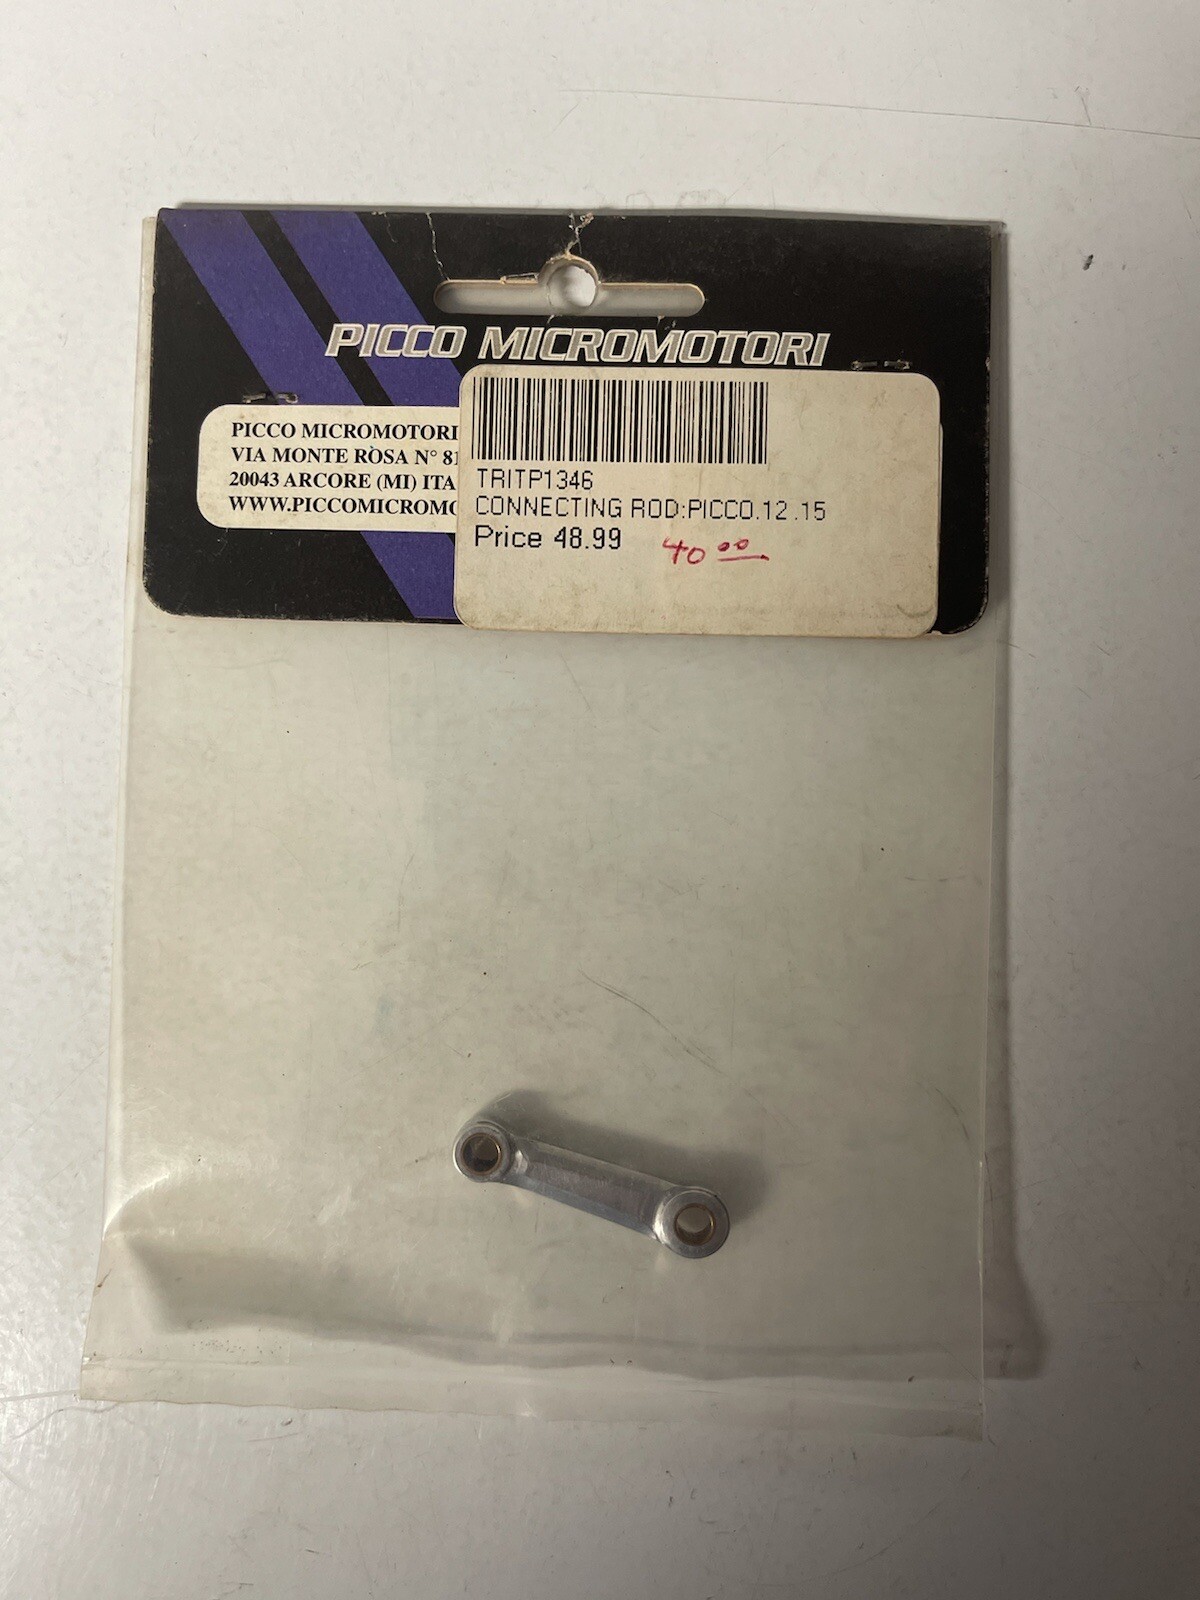 PICCO MICROMOTORI
PICCO MICROMOTORI
VIA MONTE ROSA N° 81
20043 ARCORE (MI) ITA
WWW.PICCOMICROMO
TRITP1346
CONNECTING ROD:PICCO.12.15
Price 48.99
40.00